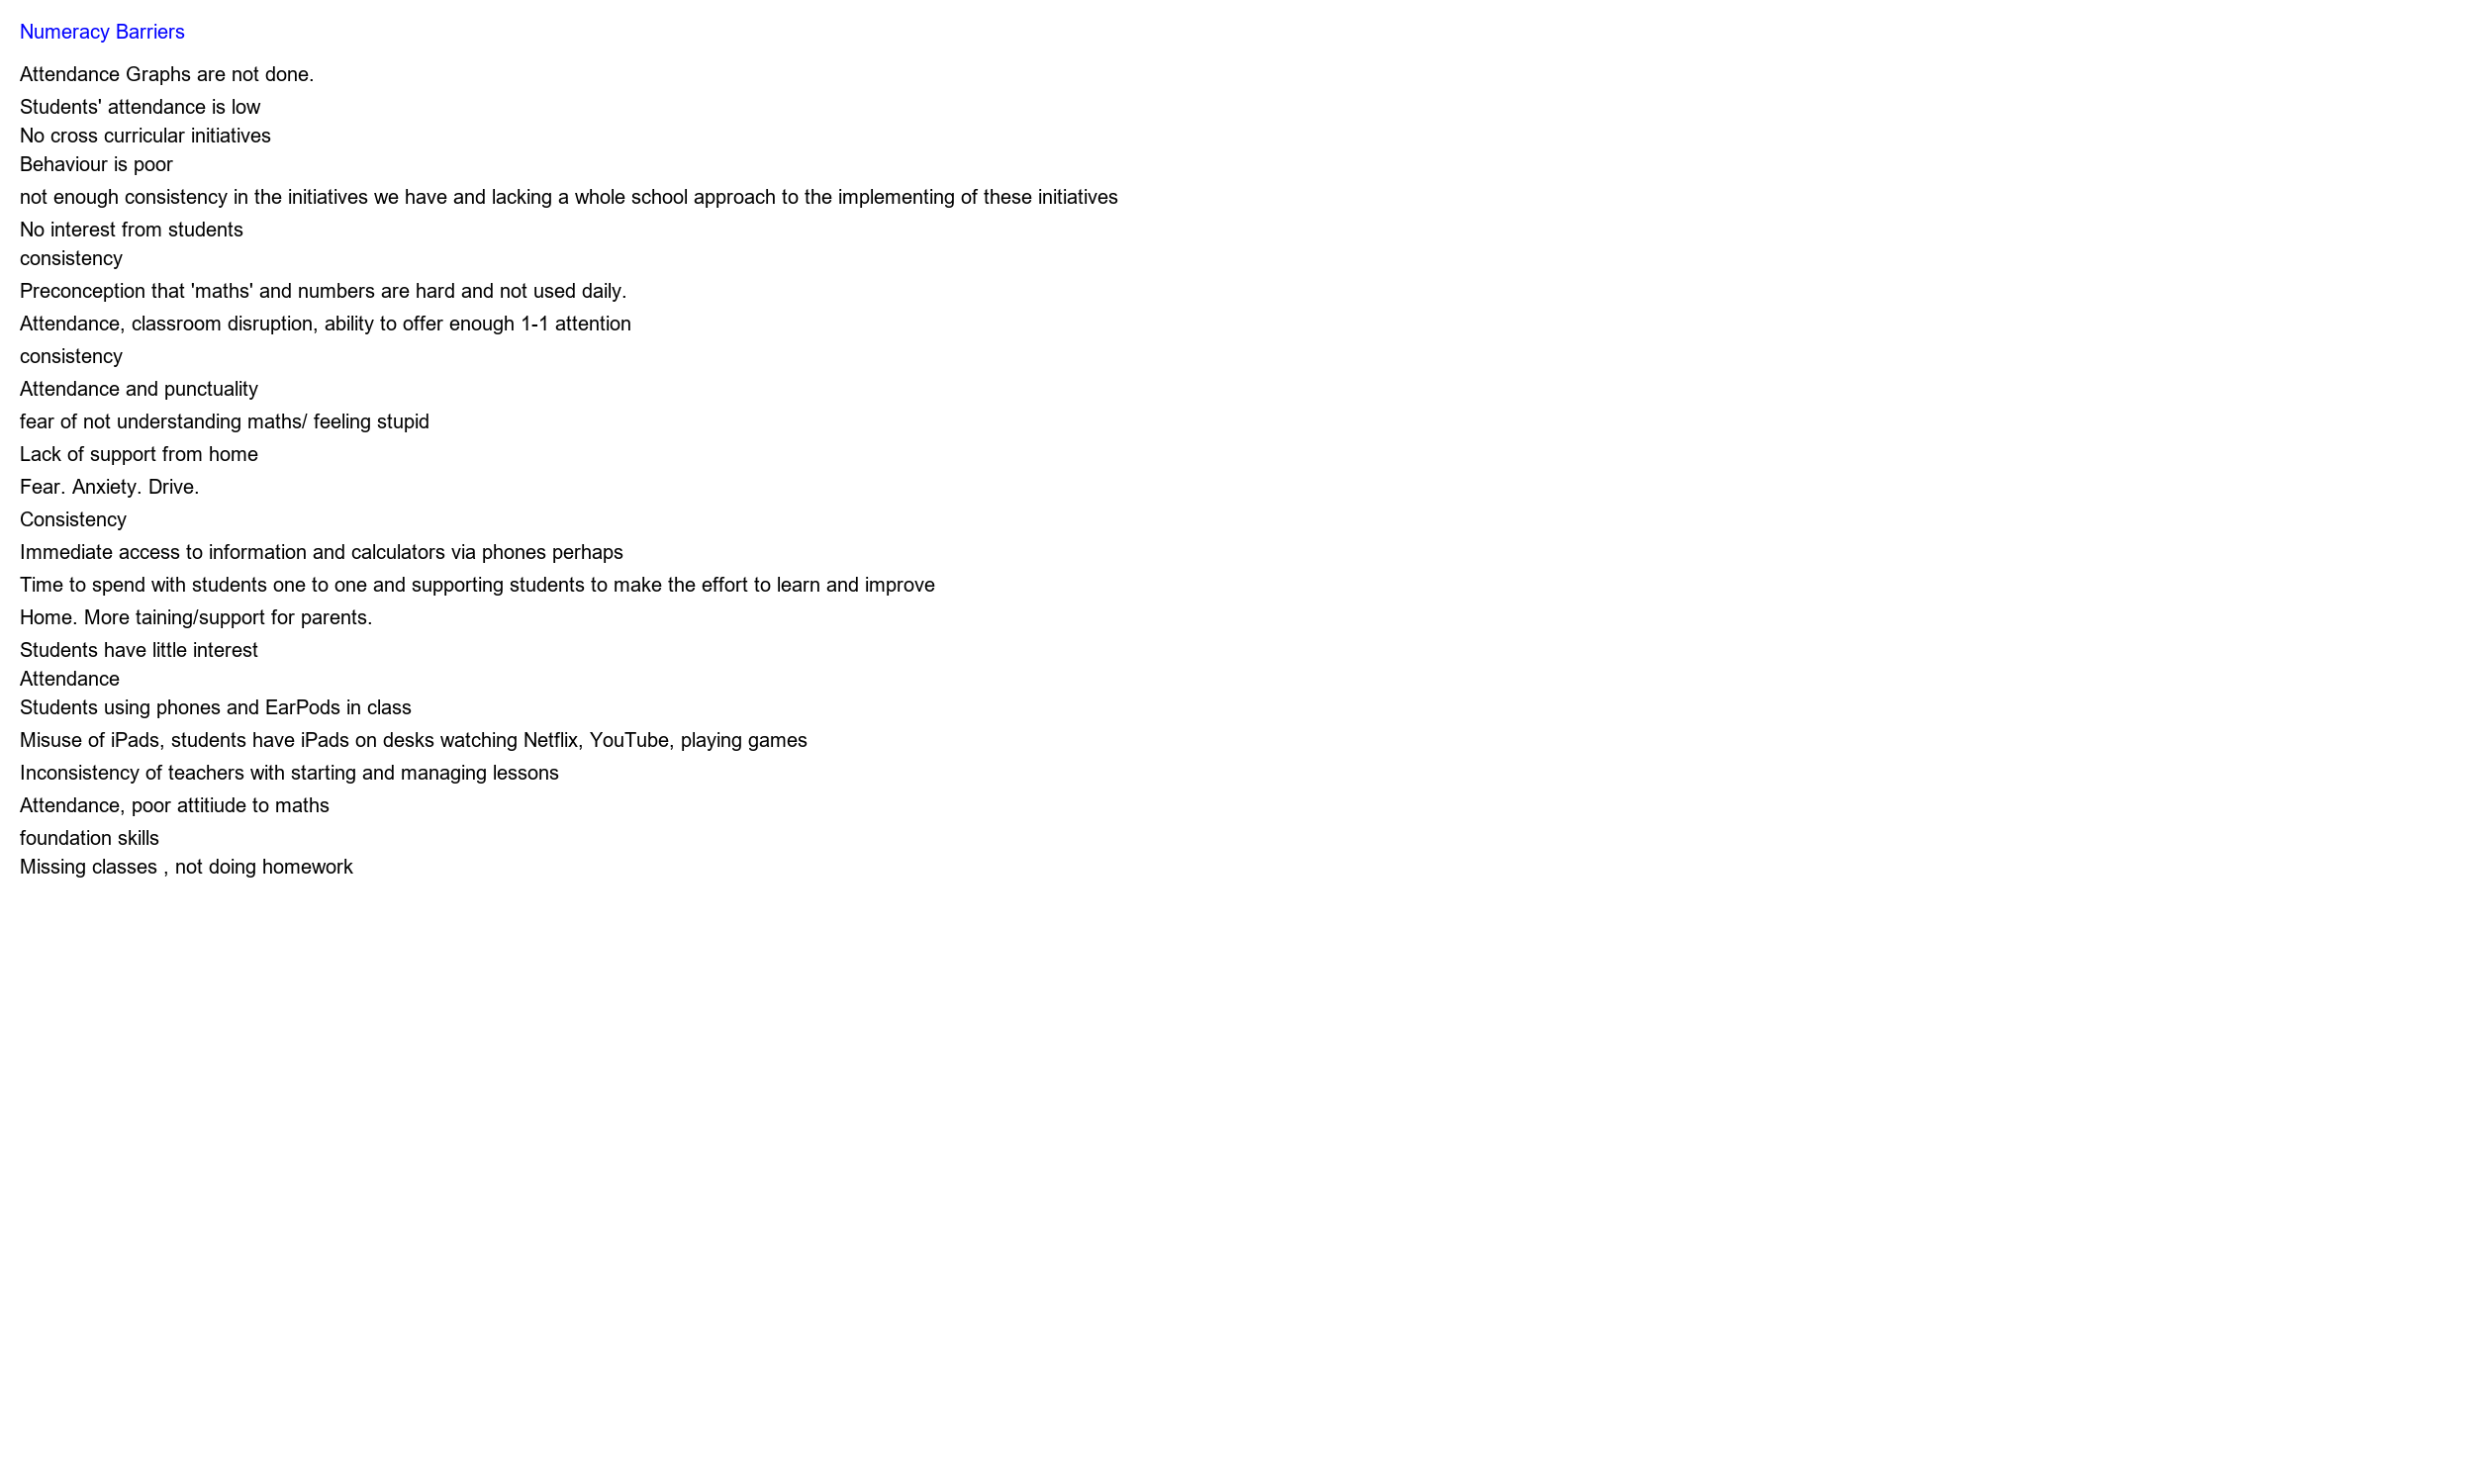 Numeracy Barriers
Attendance Graphs are not done.
Students' attendance is low
No cross curricular initiatives
Behaviour is poor
not enough consistency in the initiatives we have and lacking a whole school approach to the implementing of these initiatives
No interest from students
consistency
Preconception that 'maths' and numbers are hard and not used daily.
Attendance, classroom disruption, ability to offer enough 1-1 attention
consistency
Attendance and punctuality
fear of not understanding maths/ feeling stupid
Lack of support from home
Fear. Anxiety. Drive.
Consistency
Immediate access to information and calculators via phones perhaps
Time to spend with students one to one and supporting students to make the effort to learn and improve
Home. More taining/support for parents.
Students have little interest
Attendance
Students using phones and EarPods in class
Misuse of iPads, students have iPads on desks watching Netflix, YouTube, playing games
Inconsistency of teachers with starting and managing lessons
Attendance, poor attitiude to maths
foundation skills
Missing classes , not doing homework